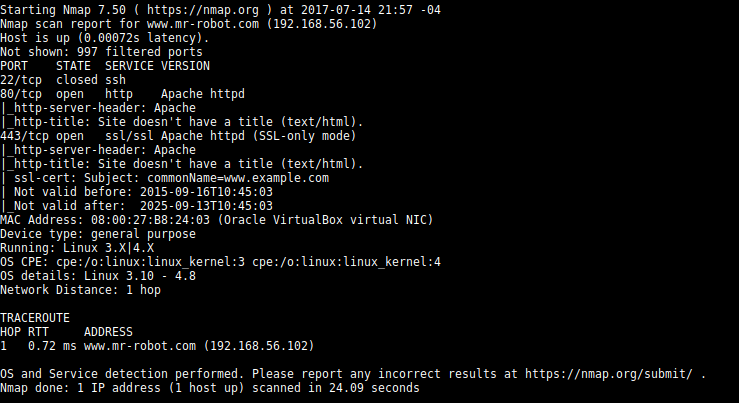 Starting Nmap 7.50 ( https://nmap.org ) at 2017-07-14 21:57 -04
Nmap scan report for www.mr-robot.com (192.168.56.102)
Host is up (0.00072s latency).
Not shown: 997 filtered ports
PORT    STATE  SERVICE VERSION
22/tcp  closed ssh
80/tcp  open   http    Apache httpd
|_http-server-header: Apache
|_http-title: Site doesn't have a title (text/html).
443/tcp open   ssl/ssl Apache httpd (SSL-only mode)
|_http-server-header: Apache
|_http-title: Site doesn't have a title (text/html).
| ssl-cert: Subject: commonName=www.example.com
| Not valid before: 2015-09-16T10:45:03
|_Not valid after:  2025-09-13T10:45:03
MAC Address: 08:00:27:B8:24:03 (Oracle VirtualBox virtual NIC)
Device type: general purpose
Running: Linux 3.X|4.X
OS CPE: cpe:/o:linux:linux_kernel:3 cpe:/o:linux:linux_kernel:4
OS details: Linux 3.10 - 4.8
Network Distance: 1 hop
TRACEROUTE
HOP RTT     ADDRESS
1   0.72 ms www.mr-robot.com (192.168.56.102)
OS and Service detection performed. Please report any incorrect results at https://nmap.org/submit/ .
Nmap done: 1 IP address (1 host up) scanned in 24.09 seconds